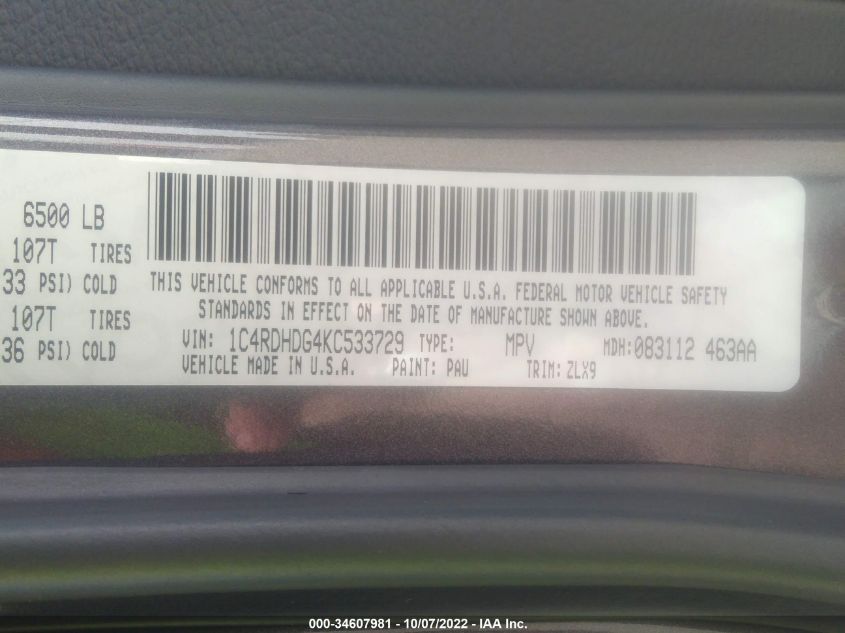 6500 LB
107T TIRES
33 PSI) COLD
107T TIRES
36 PSI) COLD
THIS VEHICLE CONFORMS TO ALL APPLICABLE U.S.A. FEDERAL MOTOR VEHICLE SAFETY
STANDARDS IN EFFECT ON THE DATE OF MANUFACTURE SHOWN ABOVE.
VIN: 1C4RDHDG4KC533729 TYPE: MPV MDH:083112 463AA
VEHICLE MADE IN U.S.A. PAINT: PAU TRIM: ZLX9
000-34607981 - 10/07/2022 - IAA Inc.